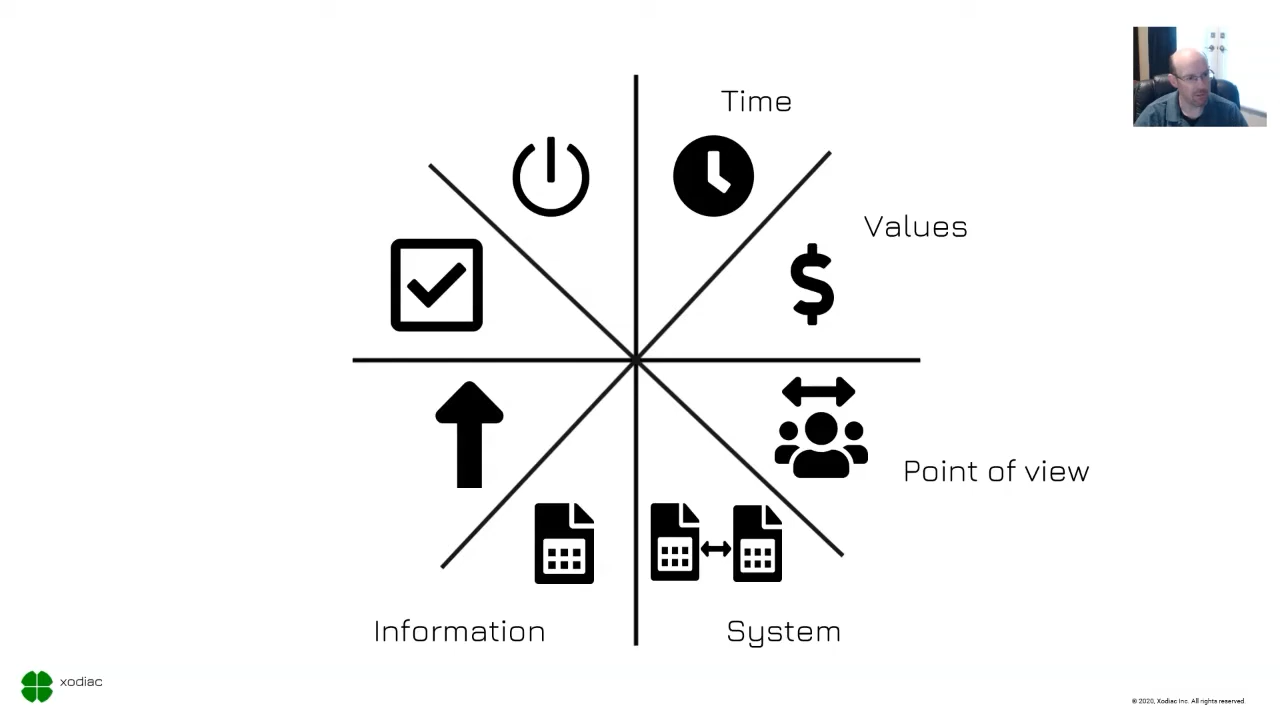 Time
Values
Point of view
Information
System
xodiac
© 2020, Xodiac Inc. All rights reserved.